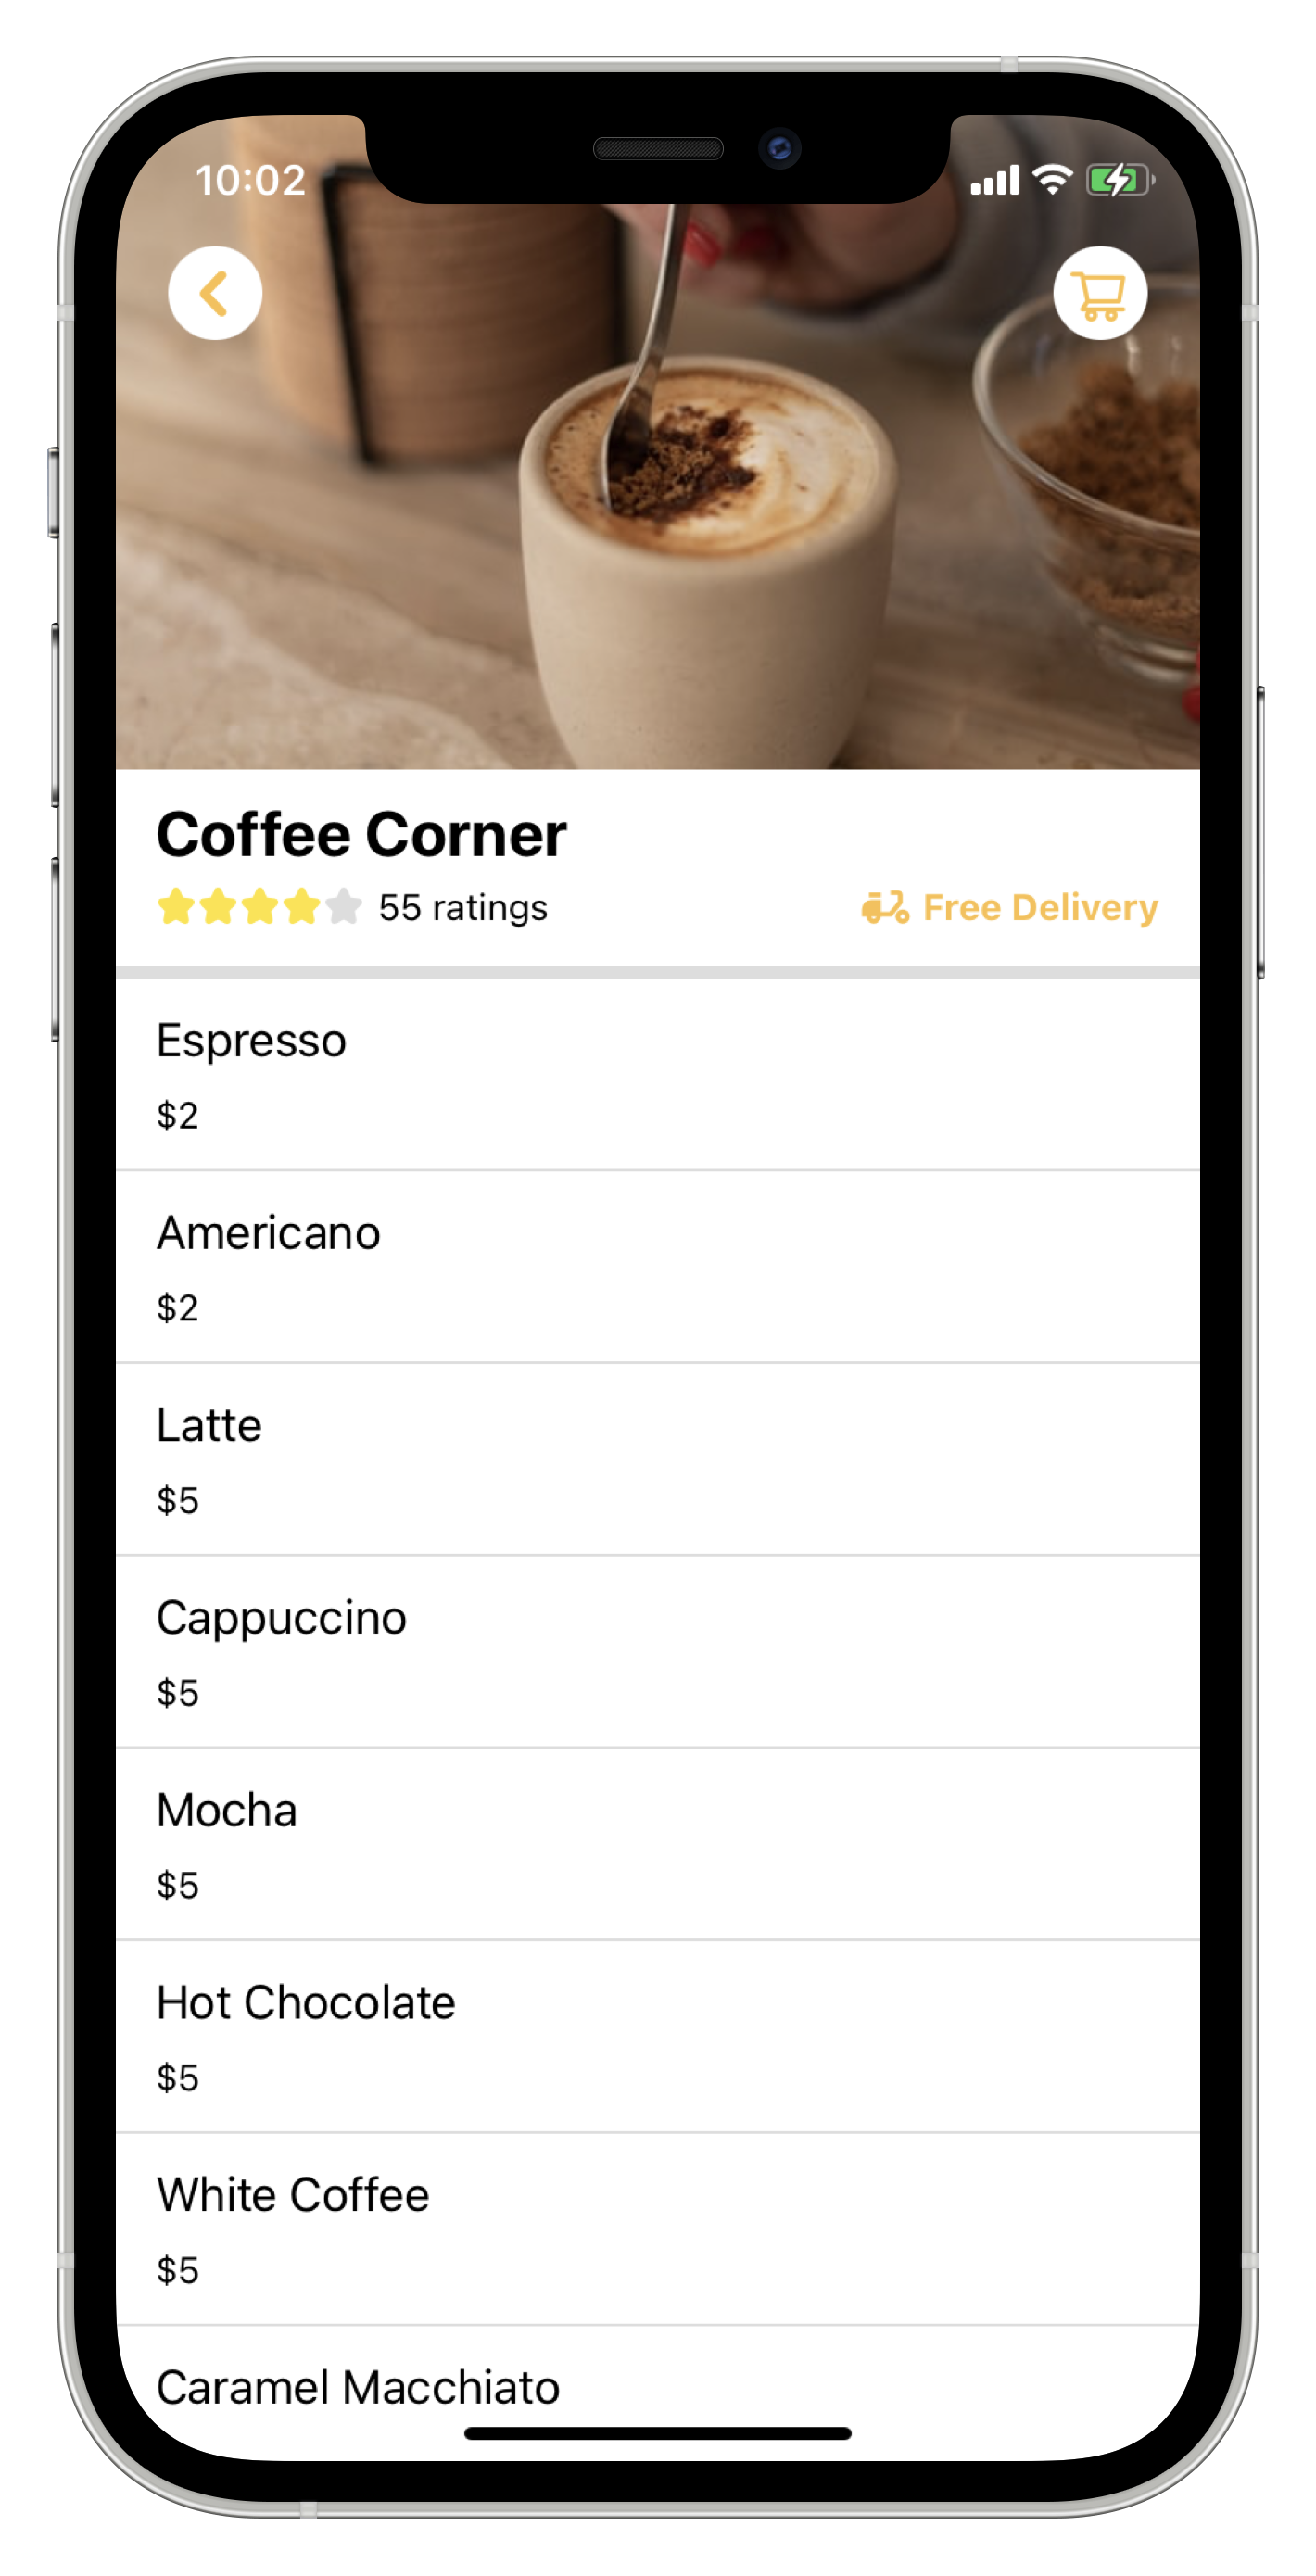 10:02
Coffee Corner
55 ratings Free Delivery
Espresso
$2
Americano
$2
Latte
$5
Cappuccino
$5
Mocha
$5
Hot Chocolate
$5
White Coffee
$5
Caramel Macchiato